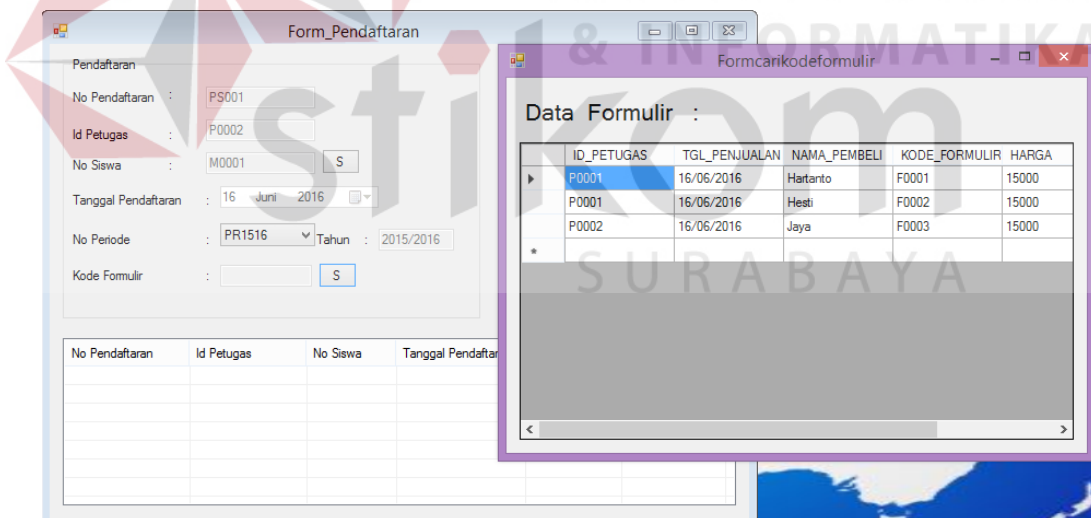 Form_Pendaftaran
Pendaftaran
No Pendaftaran : PS001
Id Petugas : P0002
No Siswa : M0001 S
Tanggal Pendaftaran : 16 Juni 2016
No Periode : PR1516 Tahun : 2015/2016
Kode Formulir : S
No Pendaftaran Id Petugas No Siswa Tanggal Pendaftar
Formcarikodeformulir
Data Formulir :
ID_PETUGAS TGL_PENJUALAN NAMA_PEMBELI KODE_FORMULIR HARGA
P0001 16/06/2016 Hartanto F0001 15000
P0001 16/06/2016 Hesti F0002 15000
P0002 16/06/2016 Jaya F0003 15000
*
& INFORMATIKA
stikom
SURABAYA